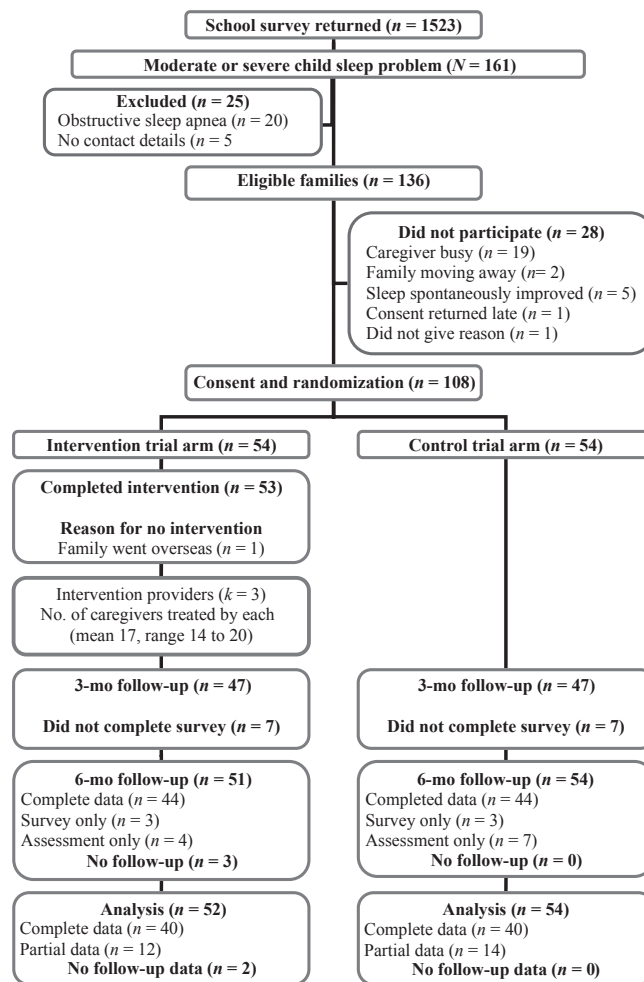 School survey returned (n = 1523)
Moderate or severe child sleep problem (N = 161)
Excluded (n = 25)
Obstructive sleep apnea (n = 20)
No contact details (n = 5
Eligible families (n = 136)
Did not participate (n = 28)
Caregiver busy (n = 19)
Family moving away (n= 2)
Sleep spontaneously improved (n = 5)
Consent returned late (n = 1)
Did not give reason (n = 1)
Consent and randomization (n = 108)
Intervention trial arm (n = 54)
Completed intervention (n = 53)
Reason for no intervention
Family went overseas (n = 1)
Intervention providers (k = 3)
No. of caregivers treated by each
(mean 17, range 14 to 20)
3-mo follow-up (n = 47)
Did not complete survey (n = 7)
6-mo follow-up (n = 51)
Complete data (n = 44)
Survey only (n = 3)
Assessment only (n = 4)
No follow-up (n = 3)
Analysis (n = 52)
Complete data (n = 40)
Partial data (n = 12)
No follow-up data (n = 2)
Control trial arm (n = 54)
3-mo follow-up (n = 47)
Did not complete survey (n = 7)
6-mo follow-up (n = 54)
Completed data (n = 44)
Survey only (n = 3)
Assessment only (n = 7)
No follow-up (n = 0)
Analysis (n = 54)
Complete data (n = 40)
Partial data (n = 14)
No follow-up data (n = 0)